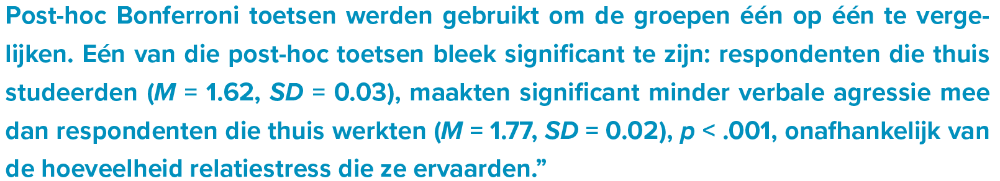 Post-hoc Bonferroni toetsen werden gebruikt om de groepen één op één te verge-
lijken. Eén van die post-hoc toetsen bleek significant te zijn: respondenten die thuis
studeerden (M = 1.62, SD = 0.03), maakten significant minder verbale agressie mee
dan respondenten die thuis werkten (M = 1.77, SD = 0.02), p < .001, onafhankelijk van
de hoeveelheid relatiestress die ze ervaarden.”